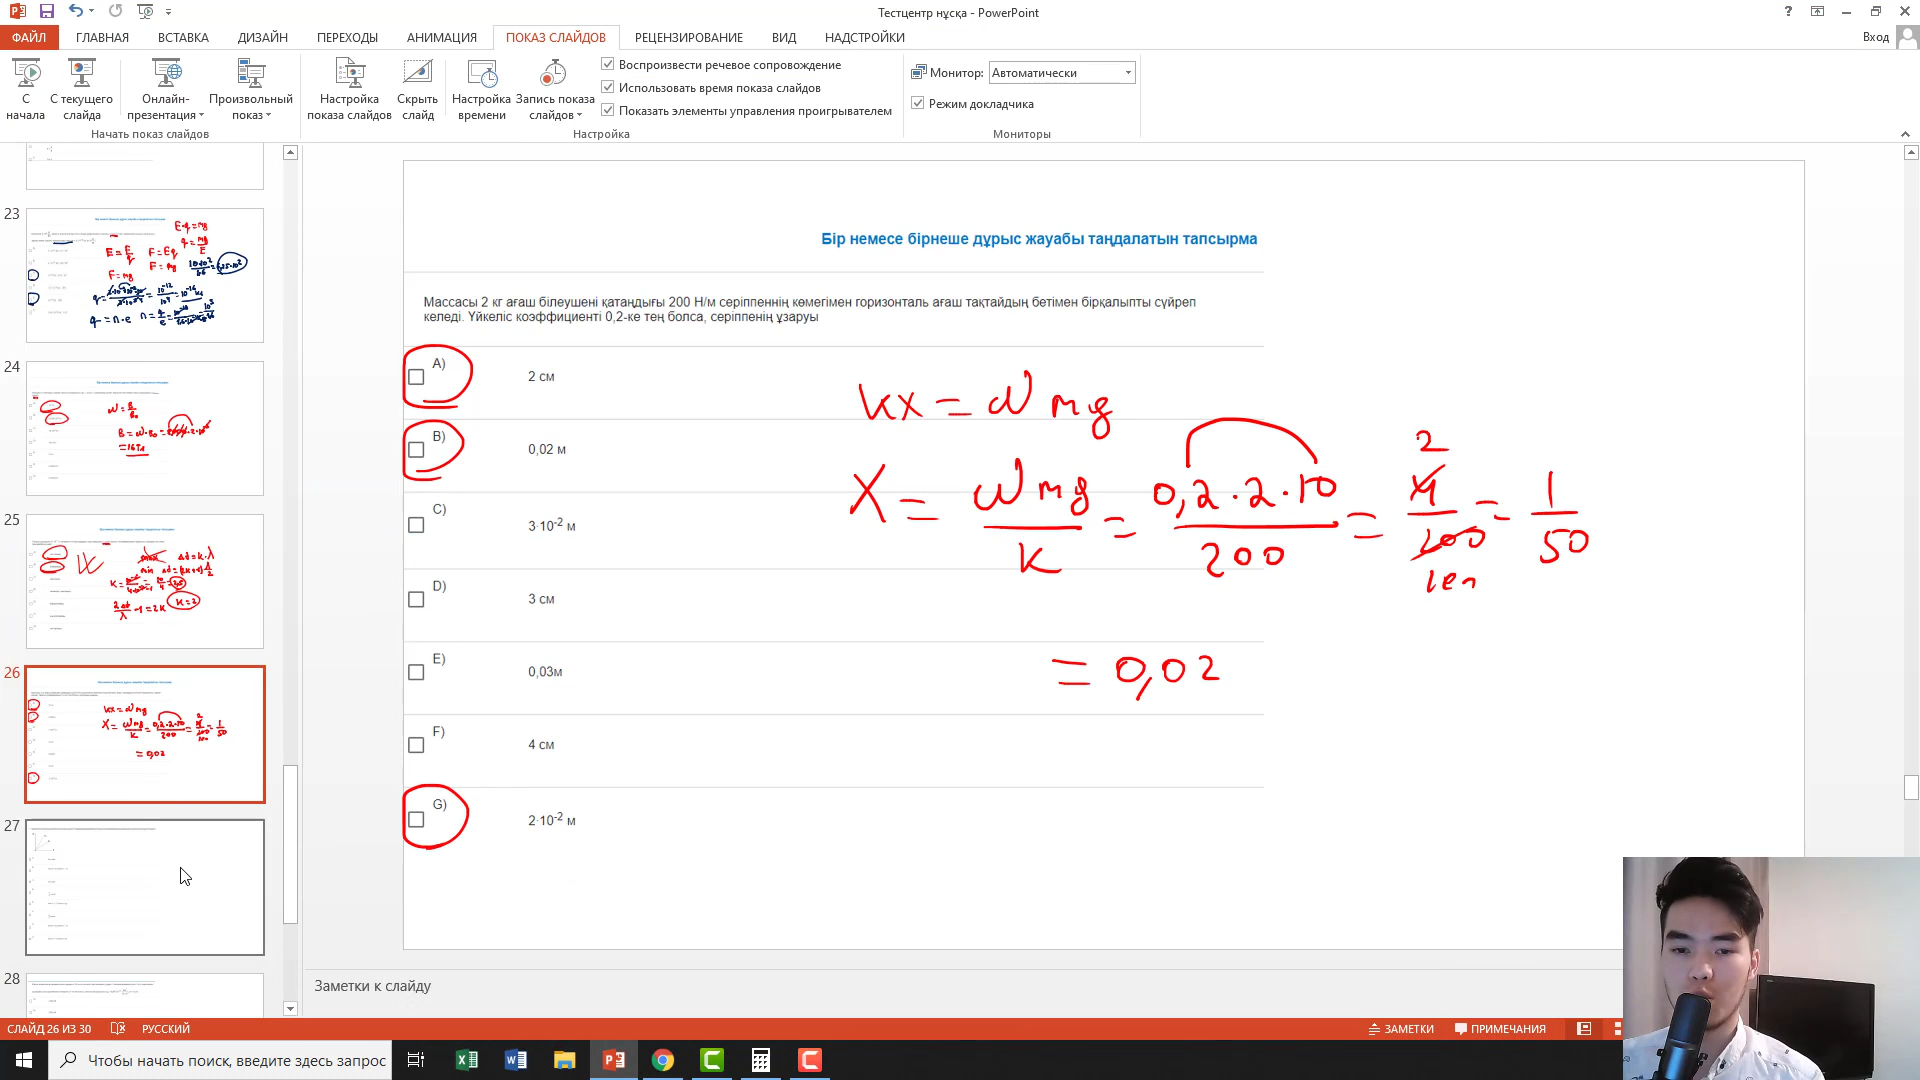 Тестцентр нұсқа - PowerPoint
ФАЙЛ ГЛАВНАЯ ВСТАВКА ДИЗАЙН ПЕРЕХОДЫ АНИМАЦИЯ ПОКАЗ СЛАЙДОВ РЕЦЕНЗИРОВАНИЕ ВИД НАДСТРОЙКИ
Вход
С начала
С текущего слайда
Онлайн-презентация
Произвольный показ
Начать показ слайдов
Настройка показа слайдов
Скрыть слайд
Настройка времени
Запись показа слайдов
Воспроизвести речевое сопровождение
Использовать время показа слайдов
Показать элементы управления проигрывателем
Настройка
Монитор: Автоматически
Режим докладчика
Мониторы
23
24
25
26
27
28
Бір немесе бірнеше дұрыс жауабы таңдалатын тапсырма
Массасы 2 кг ағаш білеушені қатаңдығы 200 Н/м серіппеннің көмегімен горизонталь ағаш тақтайдың бетімен бірқалыпты сүйреп
келеді. Үйкеліс коэффициенті 0,2-ке тең болса, серіппенің ұзаруы
A) 2 см
B) 0,02 м
C) 3·10⁻² м
D) 3 см
E) 0,03м
F) 4 см
G) 2·10⁻² м
kx = μ mg
X = μ mg / k = 0,2 · 2 · 10 / 200 = 4 / 200 = 1 / 50
2
100
= 0,02
Заметки к слайду
СЛАЙД 26 ИЗ 30 РУССКИЙ ЗАМЕТКИ ПРИМЕЧАНИЯ
Чтобы начать поиск, введите здесь запрос